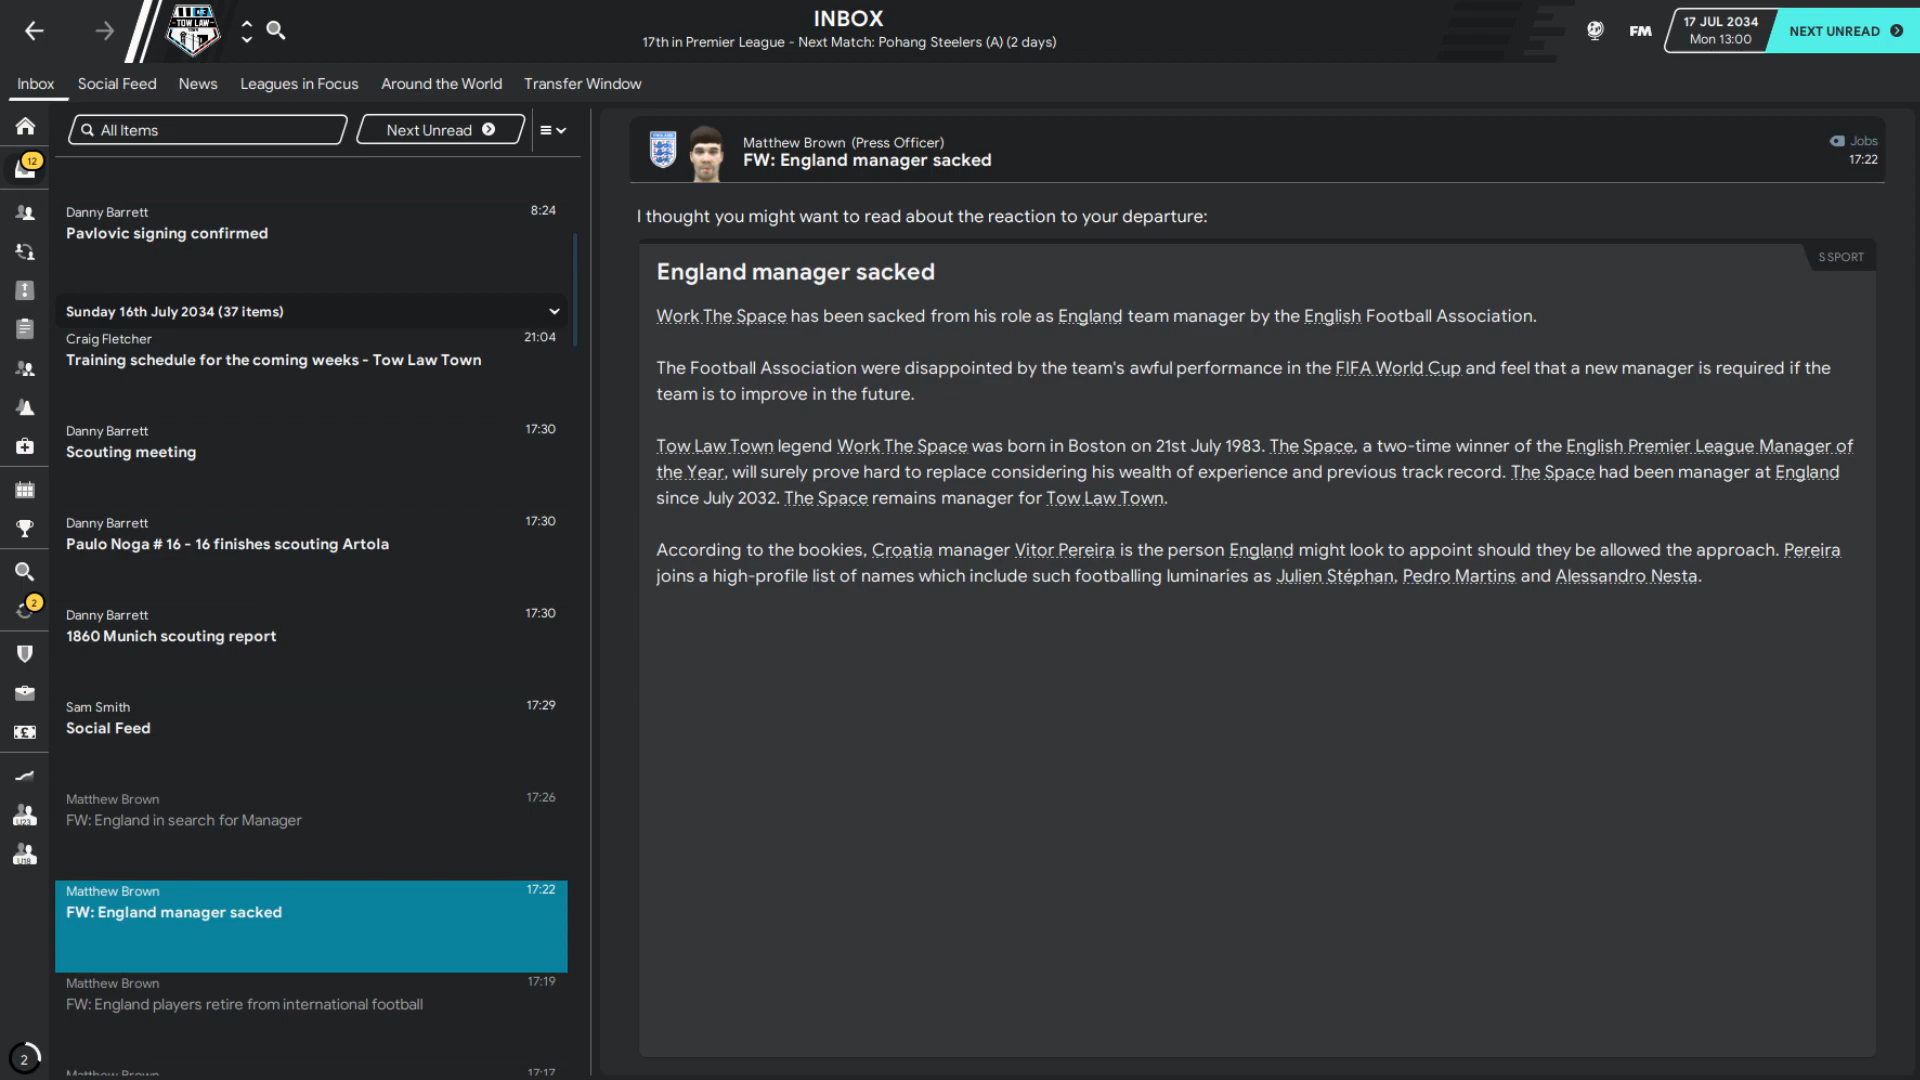 INBOX
17th in Premier League - Next Match: Pohang Steelers (A) (2 days)
TOW LAW
TOWN
FM
17 JUL 2034
Mon 13:00
NEXT UNREAD
Inbox
Social Feed
News
Leagues in Focus
Around the World
Transfer Window
All Items
Next Unread
12
2
U23
U18
2
Danny Barrett
8:24
Pavlovic signing confirmed
Sunday 16th July 2034 (37 items)
Craig Fletcher
21:04
Training schedule for the coming weeks - Tow Law Town
Danny Barrett
17:30
Scouting meeting
Danny Barrett
17:30
Paulo Noga # 16 - 16 finishes scouting Artola
Danny Barrett
17:30
1860 Munich scouting report
Sam Smith
17:29
Social Feed
Matthew Brown
17:26
FW: England in search for Manager
Matthew Brown
17:22
FW: England manager sacked
Matthew Brown
17:19
FW: England players retire from international football
Matthew Brown
17:17
Matthew Brown (Press Officer)
FW: England manager sacked
Jobs
17:22
I thought you might want to read about the reaction to your departure:
S SPORT
England manager sacked
Work The Space has been sacked from his role as England team manager by the English Football Association.
The Football Association were disappointed by the team's awful performance in the FIFA World Cup and feel that a new manager is required if the
team is to improve in the future.
Tow Law Town legend Work The Space was born in Boston on 21st July 1983. The Space, a two-time winner of the English Premier League Manager of
the Year, will surely prove hard to replace considering his wealth of experience and previous track record. The Space had been manager at England
since July 2032. The Space remains manager for Tow Law Town.
According to the bookies, Croatia manager Vitor Pereira is the person England might look to appoint should they be allowed the approach. Pereira
joins a high-profile list of names which include such footballing luminaries as Julien Stéphan, Pedro Martins and Alessandro Nesta.